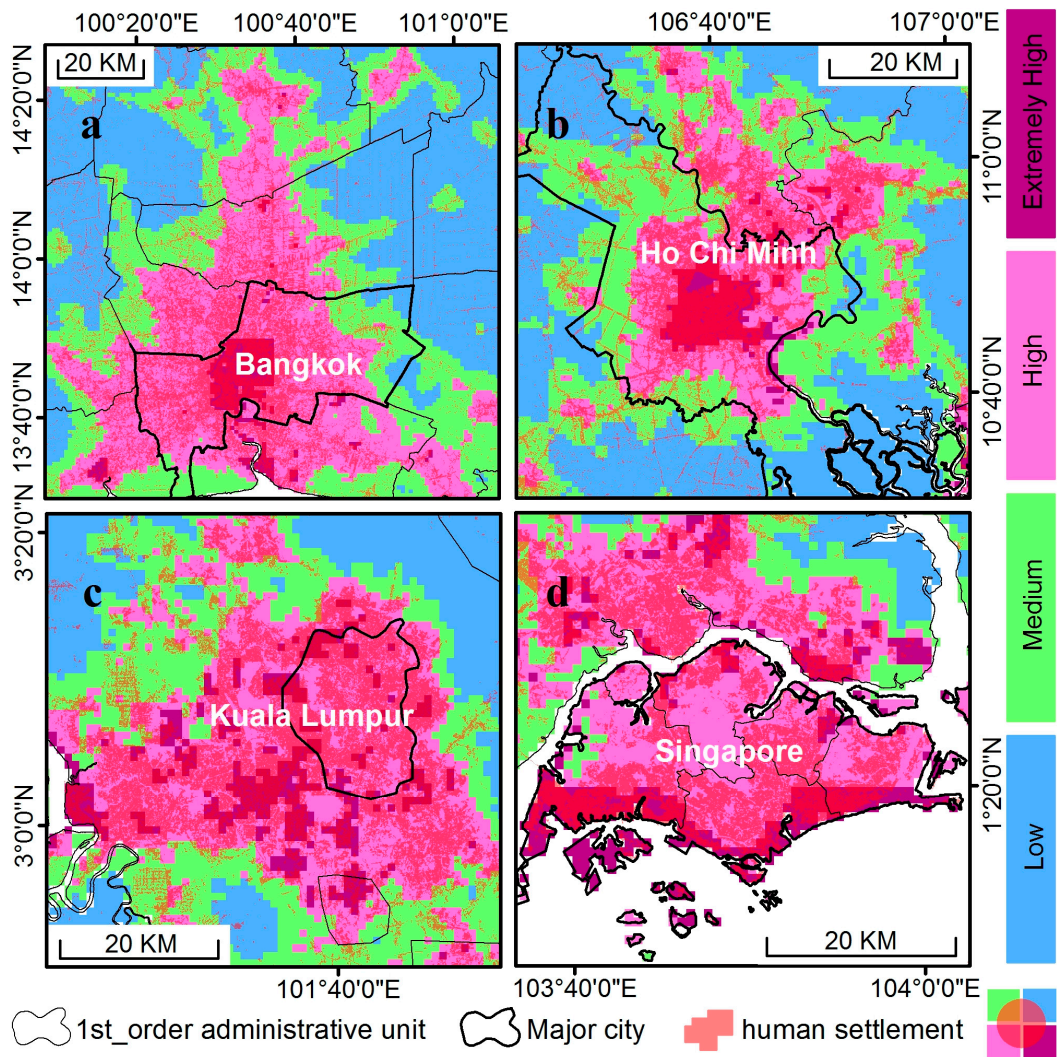 100°20'0"E 100°40'0"E 101°0'0"E
106°40'0"E 107°0'0"E
14°20'0"N
14°0'0"N
13°40'0"N
20 KM
a
Bangkok
20 KM
b
Ho Chi Minh
11°0'0"N
10°40'0"N
3°20'0"N
3°0'0"N
c
Kuala Lumpur
20 KM
101°40'0"E
d
Singapore
20 KM
1°20'0"N
103°40'0"E 104°0'0"E
Extremely High
High
Medium
Low
1st_order administrative unit
Major city
human settlement